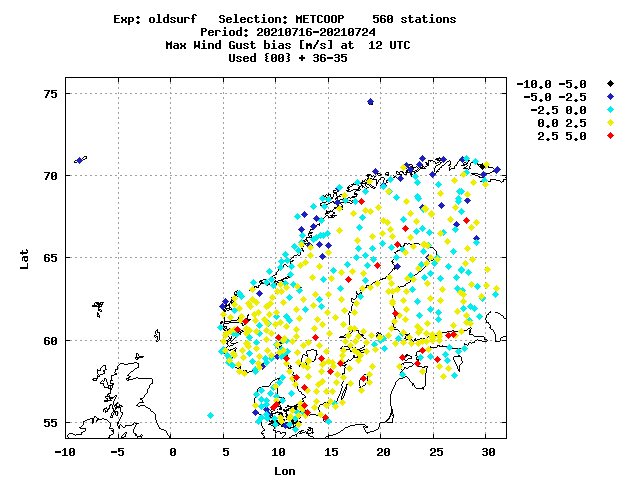 Exp: oldsurf   Selection: METCOOP    560 stations
Period: 20210716-20210724
Max Wind Gust bias [m/s] at  12 UTC
Used {00} + 36-35
-10.0 -5.0
-5.0 -2.5
-2.5 0.0
0.0 2.5
2.5 5.0
75
70
65
60
55
Lat
-10 -5 0 5 10 15 20 25 30
Lon